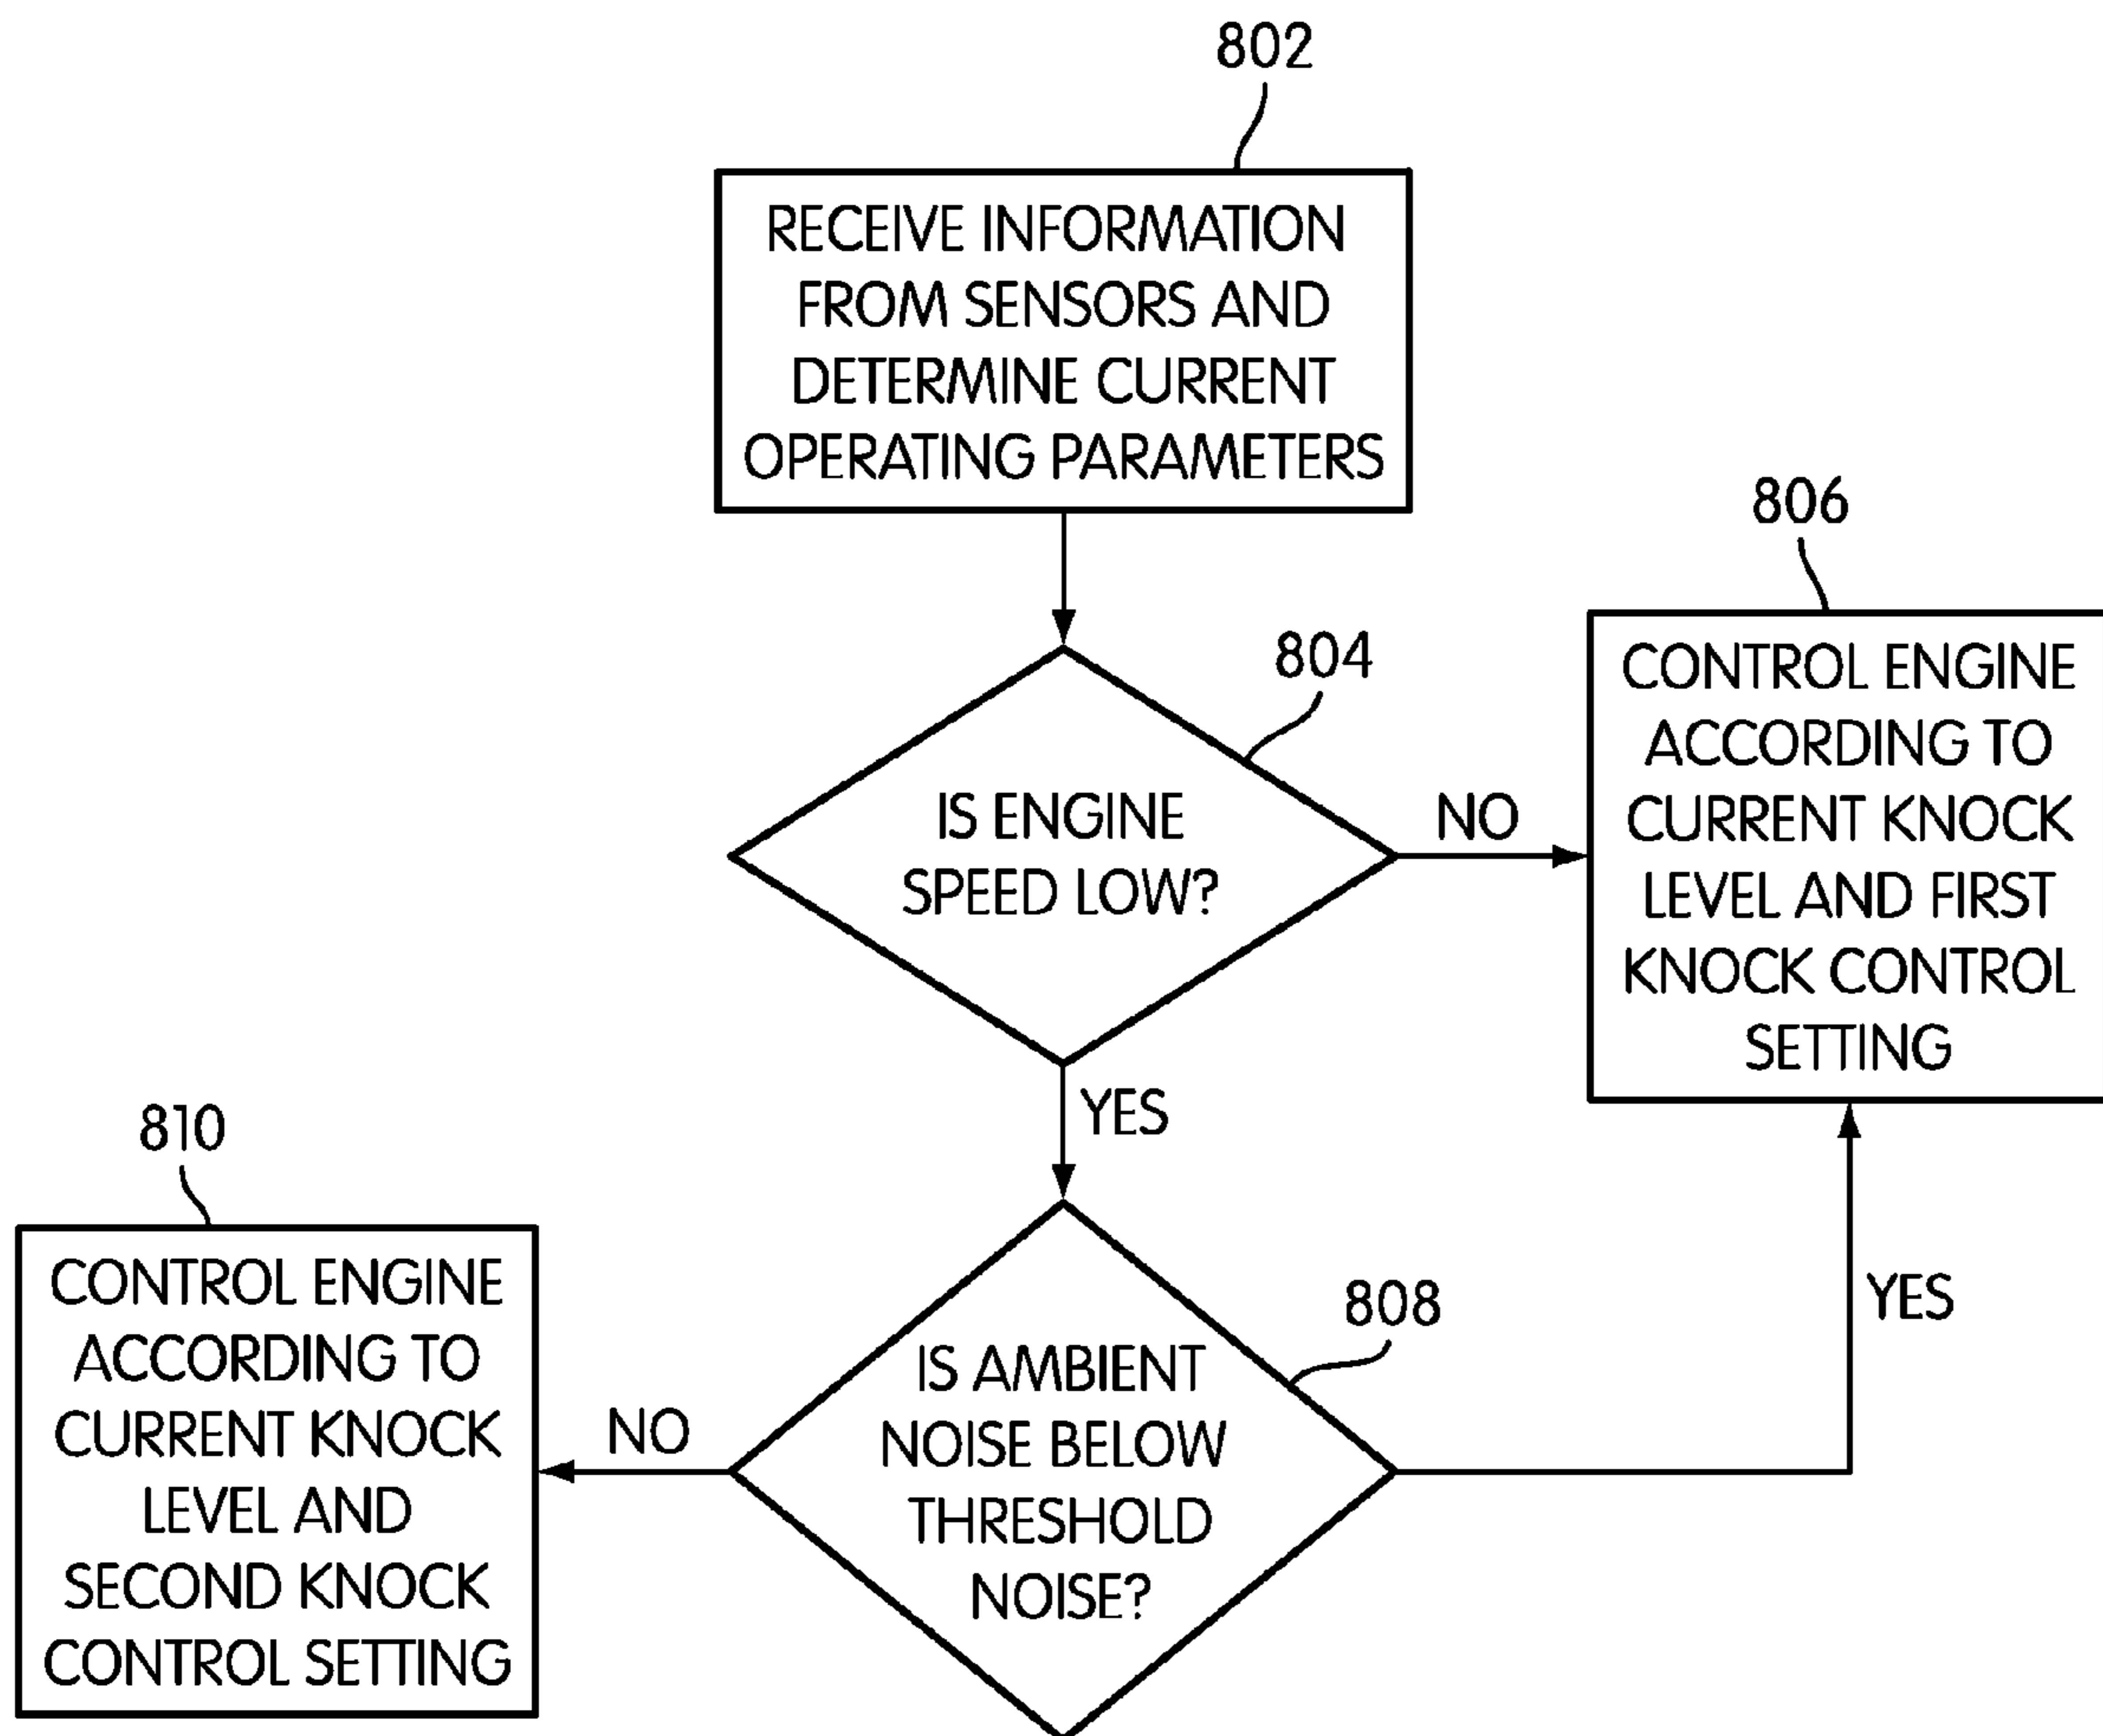 802
RECEIVE INFORMATION
FROM SENSORS AND
DETERMINE CURRENT
OPERATING PARAMETERS
804
IS ENGINE
SPEED LOW?
NO
806
CONTROL ENGINE
ACCORDING TO
CURRENT KNOCK
LEVEL AND FIRST
KNOCK CONTROL
SETTING
YES
808
IS AMBIENT
NOISE BELOW
THRESHOLD
NOISE?
YES
NO
810
CONTROL ENGINE
ACCORDING TO
CURRENT KNOCK
LEVEL AND
SECOND KNOCK
CONTROL SETTING